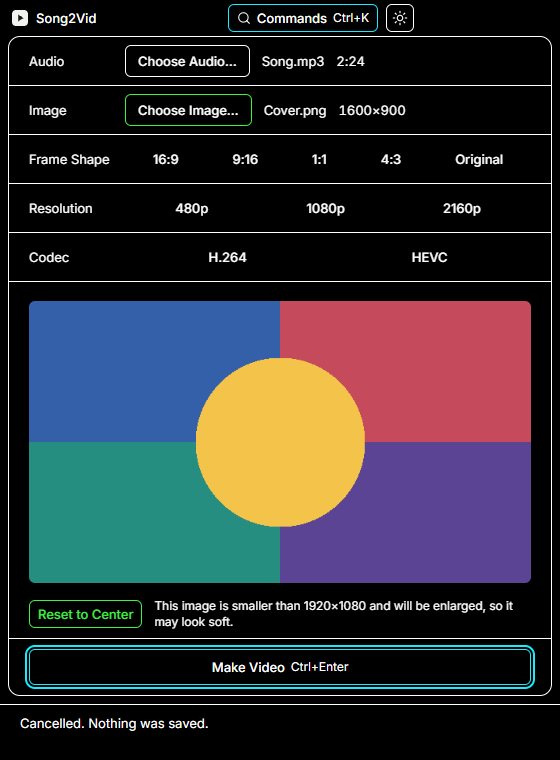 Song2Vid
Commands Ctrl+K
Audio Choose Audio... Song.mp3 2:24
Image Choose Image... Cover.png 1600×900
Frame Shape 16:9 9:16 1:1 4:3 Original
Resolution 480p 1080p 2160p
Codec H.264 HEVC
Reset to Center
This image is smaller than 1920×1080 and will be enlarged, so it
may look soft.
Make Video Ctrl+Enter
Cancelled. Nothing was saved.